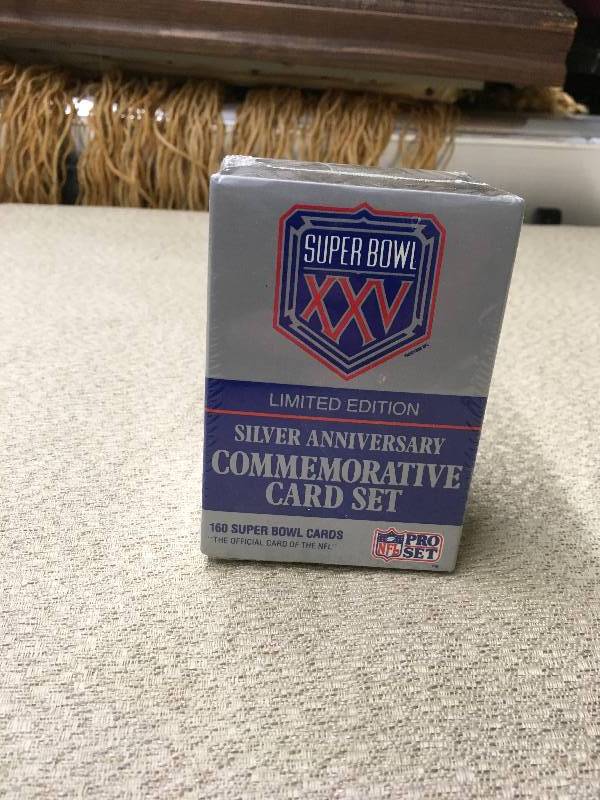 SUPER BOWL
XXV
LIMITED EDITION
SILVER ANNIVERSARY
COMMEMORATIVE
CARD SET
160 SUPER BOWL CARDS
"THE OFFICIAL CARD OF THE NFL"
NFL PRO
SET